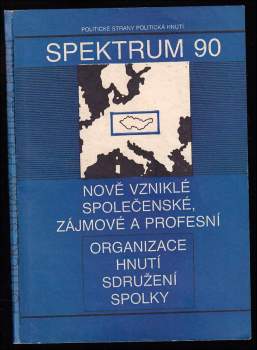 POLITICKÉ STRANY POLITICKÁ HNUTÍ
SPEKTRUM 90
NOVĚ VZNIKLÉ
SPOLEČENSKÉ,
ZÁJMOVÉ A PROFESNÍ
ORGANIZACE
HNUTÍ
SDRUŽENÍ
SPOLKY